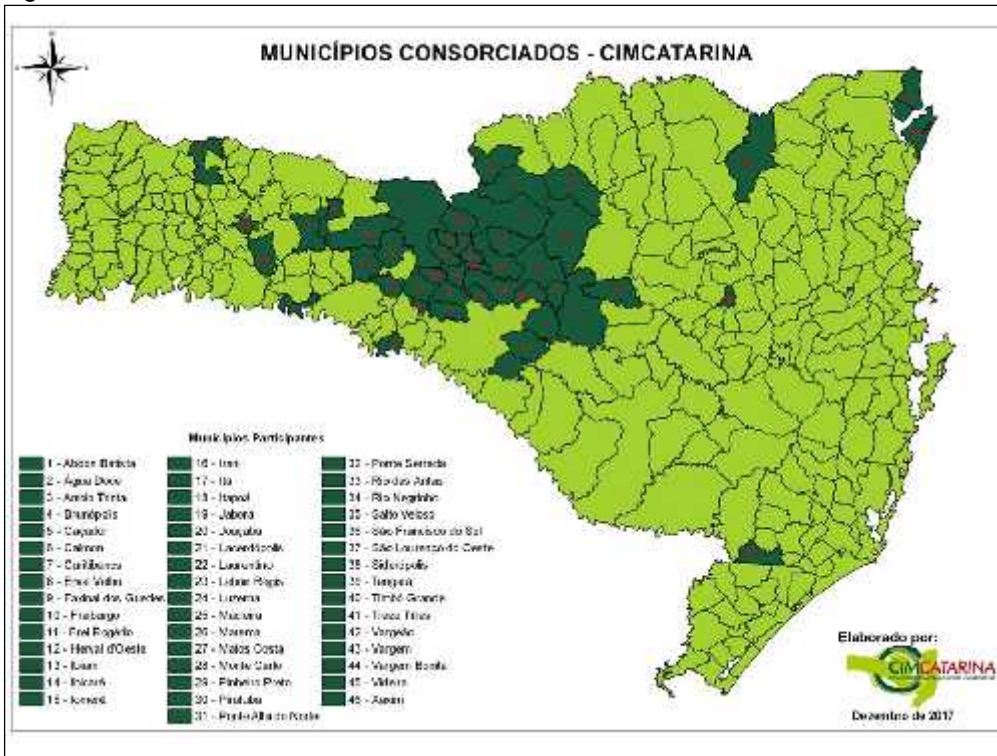 MUNICÍPIOS CONSORCIADOS - CIMCATARINA
Municípios Participantes
1 - Abdon Batista
2 - Água Doce
3 - Arroio Trinta
4 - Brunópolis
5 - Caçador
6 - Calmon
7 - Curitibanos
8 - Erval Velho
9 - Faxinal dos Guedes
10 - Fraiburgo
11 - Frei Rogério
12 - Herval d'Oeste
13 - Ibiam
14 - Ibicaré
15 - Iomerê
16 - Irani
17 - Itá
18 - Itapoá
19 - Jaborá
20 - Joaçaba
21 - Lacerdópolis
22 - Laurentino
23 - Lebon Régis
24 - Luzerna
25 - Macieira
26 - Marema
27 - Matos Costa
28 - Monte Carlo
29 - Pinheiro Preto
30 - Piratuba
31 - Ponte Alta do Norte
32 - Ponte Serrada
33 - Rio das Antas
34 - Rio Negrinho
35 - Salto Veloso
36 - São Francisco do Sul
37 - São Lourenço do Oeste
38 - Siderópolis
39 - Tangará
40 - Timbó Grande
41 - Treze Tílias
42 - Vargeão
43 - Vargem
44 - Vargem Bonita
45 - Videira
46 - Xaxim
Elaborado por:
CIMCATARINA
Dezembro de 2017